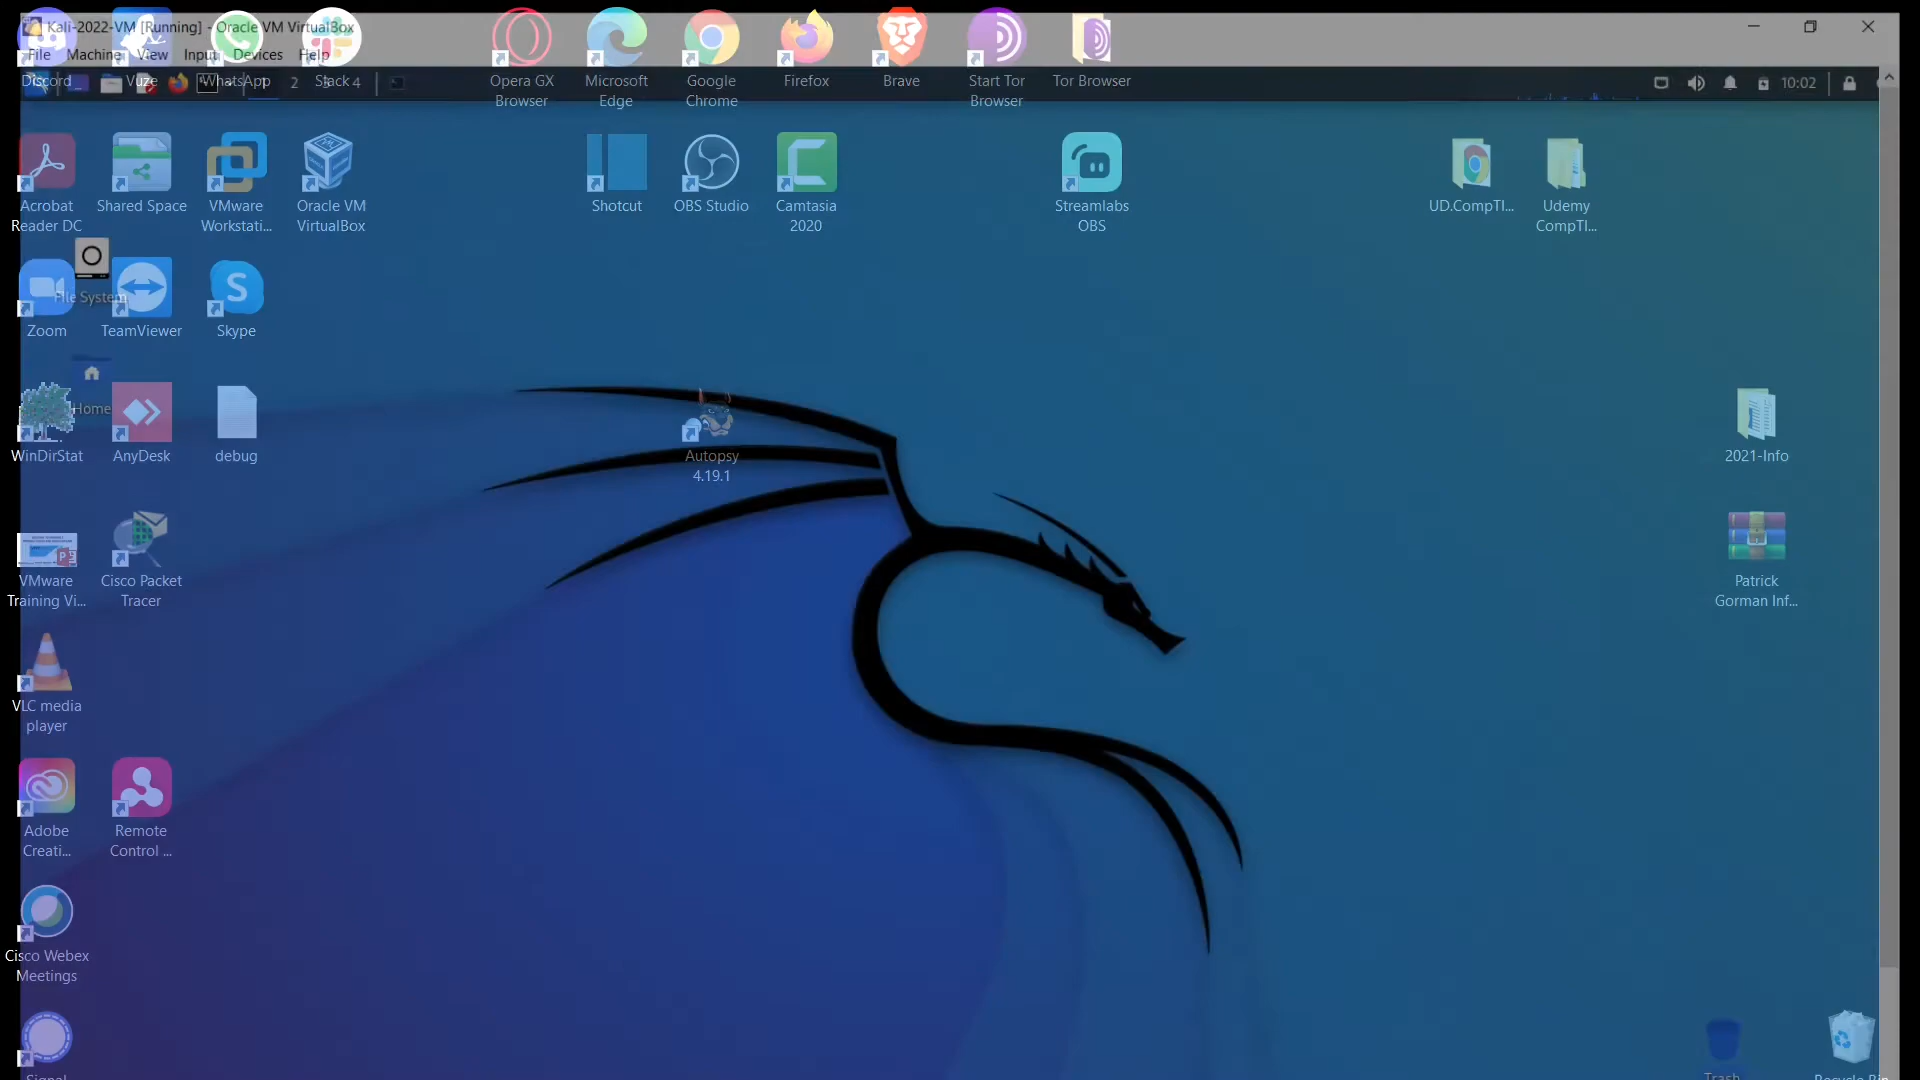 Kali-2022-VM [Running] - Oracle VM VirtualBox
File Machine View Input Devices Help
Discord
Vuze
WhatsApp
Slack
1 2 4
10:02
Opera GX
Browser
Microsoft
Edge
Google
Chrome
Firefox
Brave
Start Tor
Browser
Tor Browser
Acrobat
Reader DC
Shared Space
VMware
Workstati...
Oracle VM
VirtualBox
Shotcut
OBS Studio
Camtasia
2020
Streamlabs
OBS
UD.CompTI...
Udemy
CompTI...
File System
Zoom
TeamViewer
Skype
Home
WinDirStat
AnyDesk
debug
Autopsy
4.19.1
2021-Info
VMware
Training Vi...
Cisco Packet
Tracer
Patrick
Gorman Inf...
VLC media
player
Adobe
Creati...
Remote
Control ...
Cisco Webex
Meetings
Signal
Trash
Recycle Bin